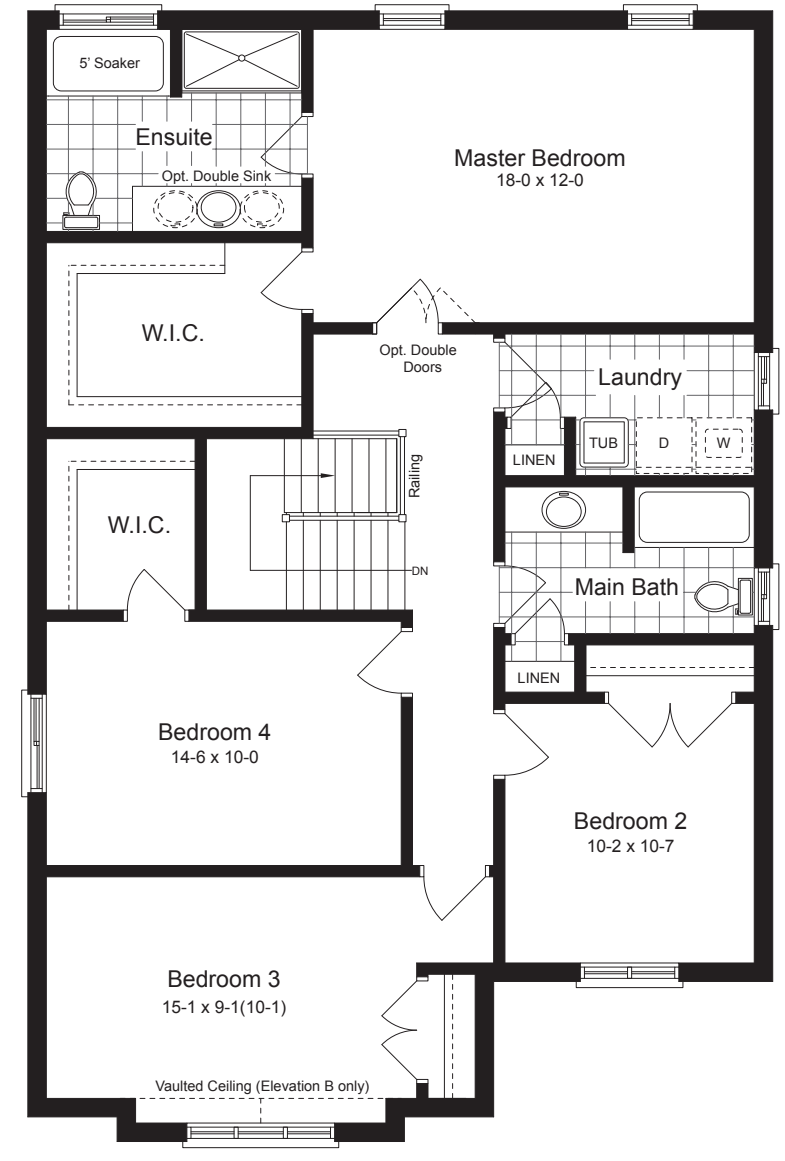 5' Soaker
Ensuite
Opt. Double Sink
Master Bedroom
18-0 x 12-0
W.I.C.
Opt. Double
Doors
Laundry
TUB
D
W
LINEN
Railing
W.I.C.
DN
Main Bath
LINEN
Bedroom 4
14-6 x 10-0
Bedroom 2
10-2 x 10-7
Bedroom 3
15-1 x 9-1(10-1)
Vaulted Ceiling (Elevation B only)